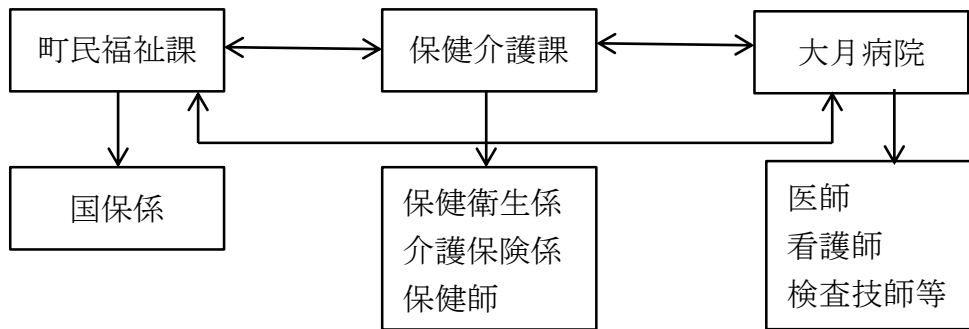 町民福祉課
保健介護課
大月病院
国保係
保健衛生係
介護保険係
保健師
医師
看護師
検査技師等